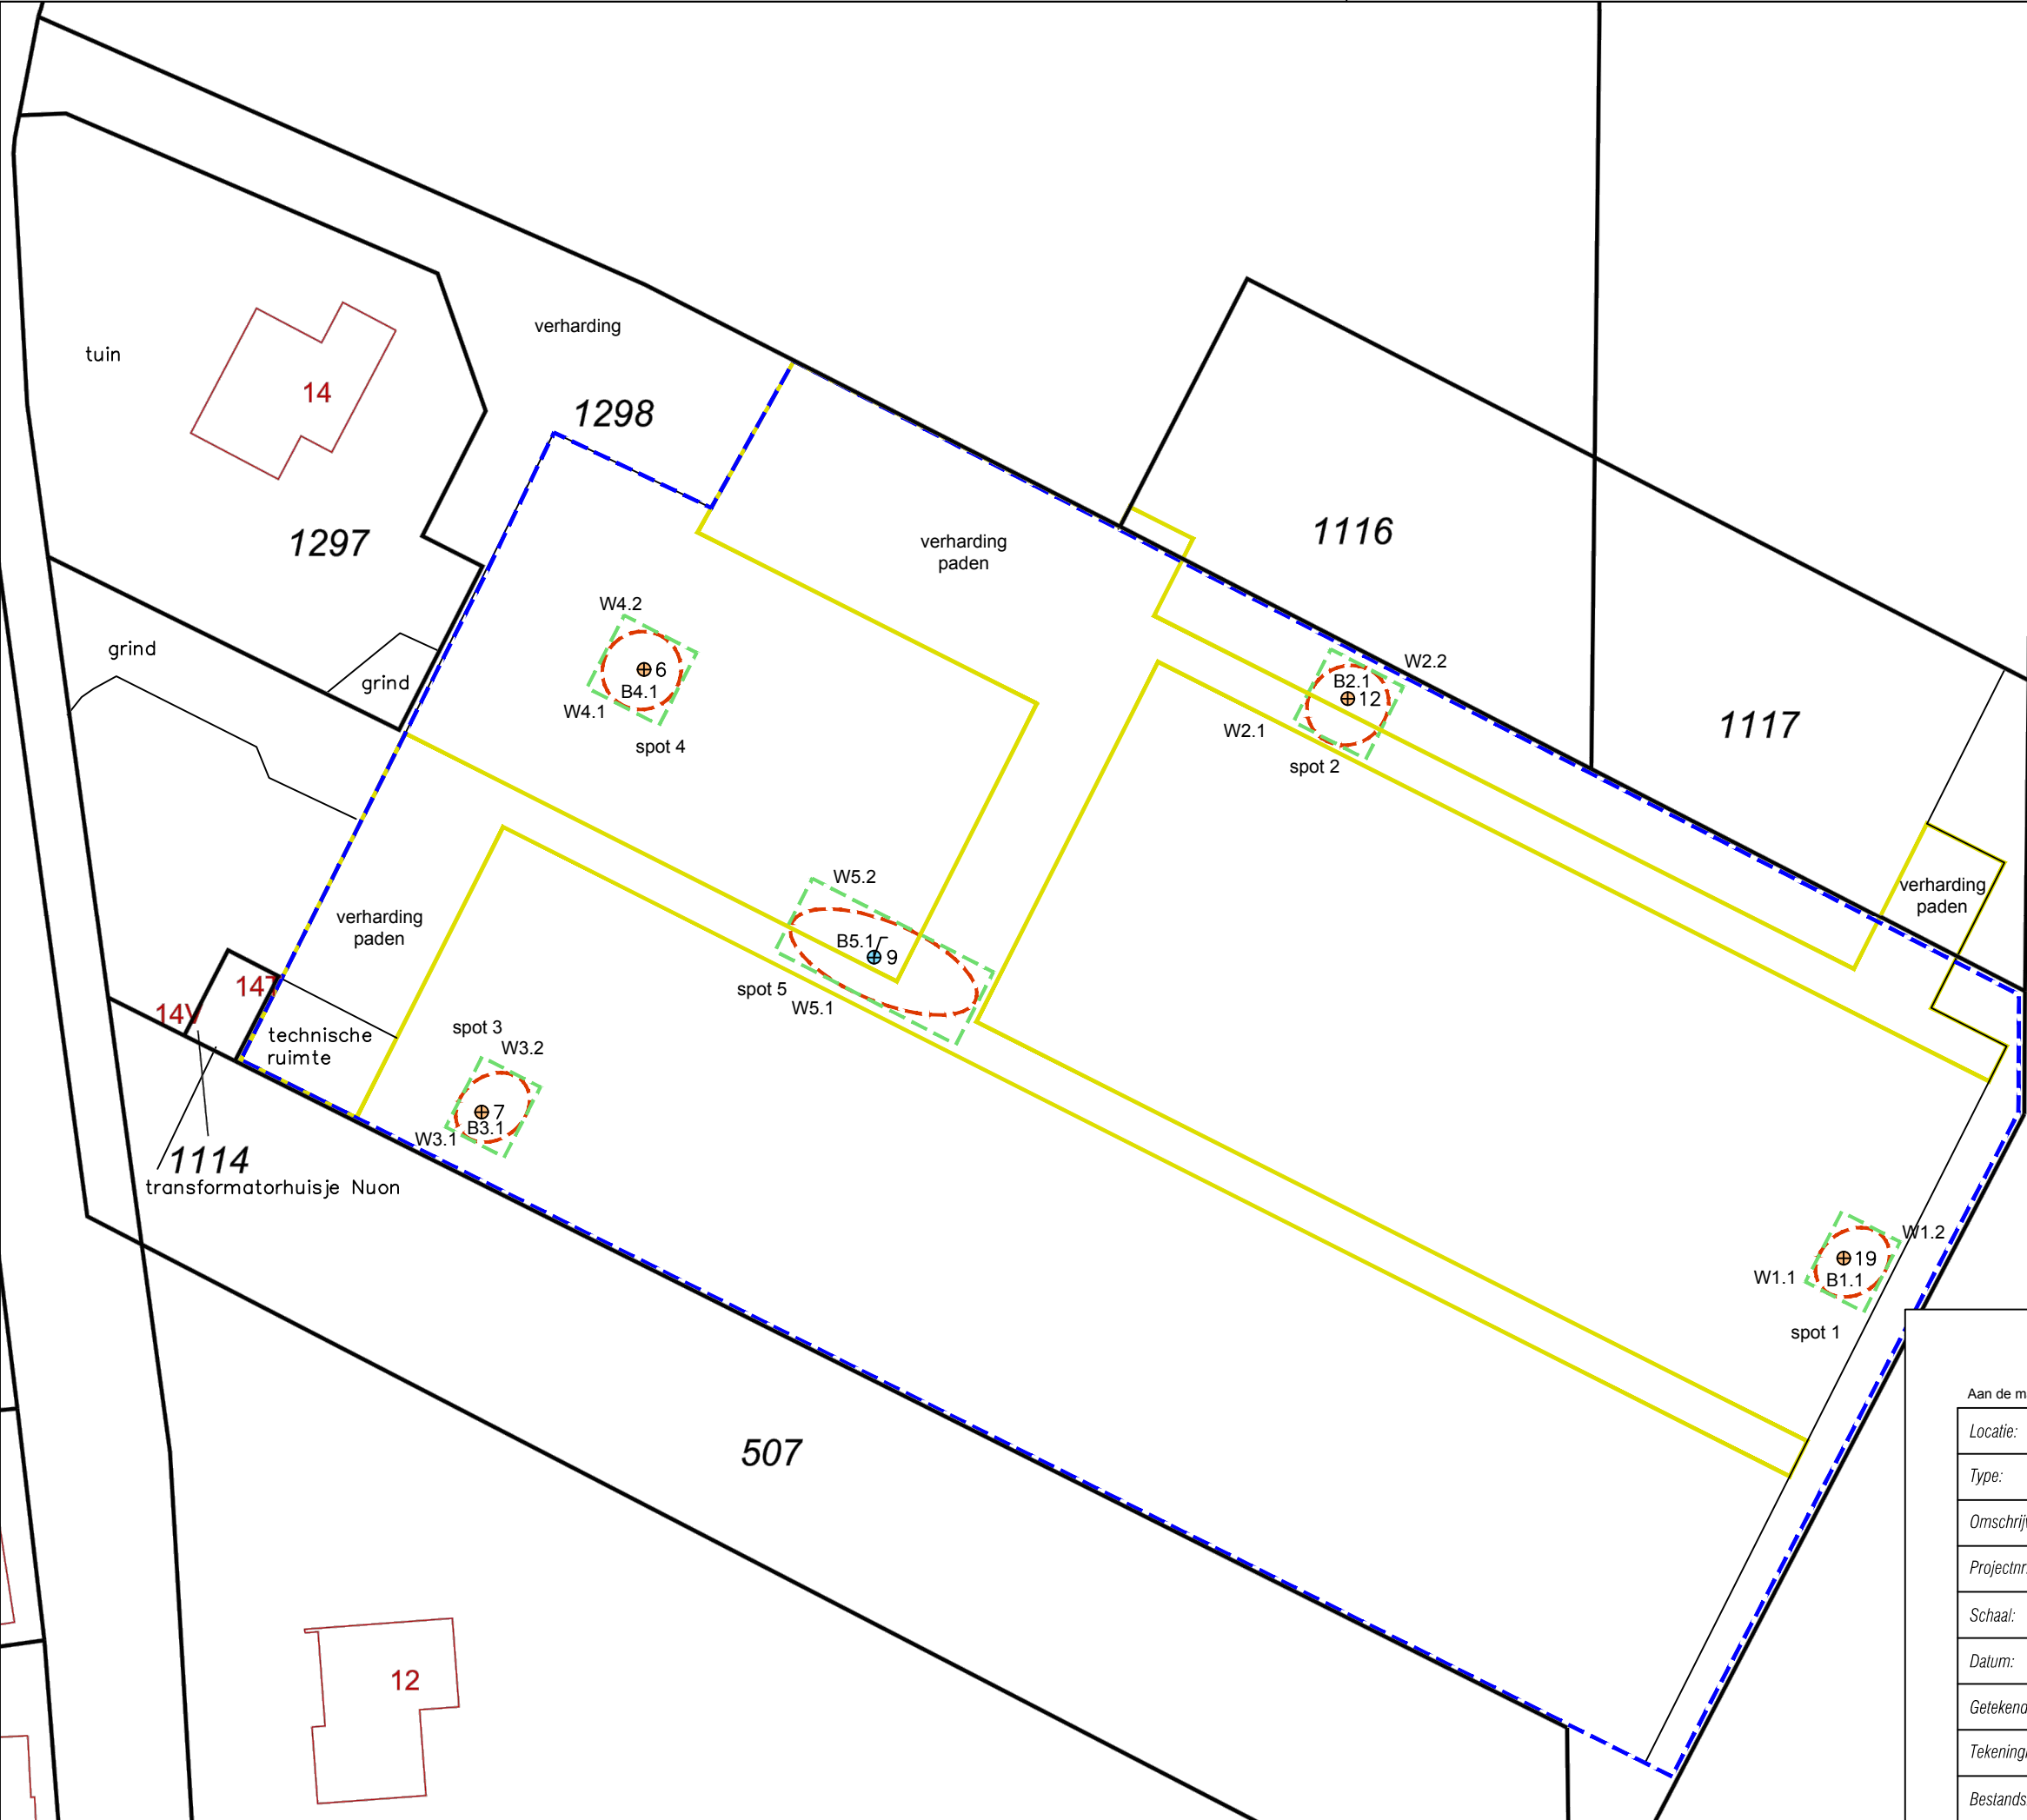 verharding
tuin
14
1298
1297
verharding
paden
1116
W4.2
grind
6
B4.1
grind
W4.1
spot 4
W2.2
B2.1
12
W2.1
spot 2
1117
W5.2
verharding
paden
verharding
paden
B5.1
9
spot 5
W5.1
14T
14V
technische
ruimte
spot 3
W3.2
7
B3.1
W3.1
1114
transformatorhuisje Nuon
W1.2
19
W1.1
B1.1
spot 1
Aan de m
507
Locatie:
Type:
Omschrij
Projectnr
Schaal:
Datum:
12
Getekend
Tekening
Bestands